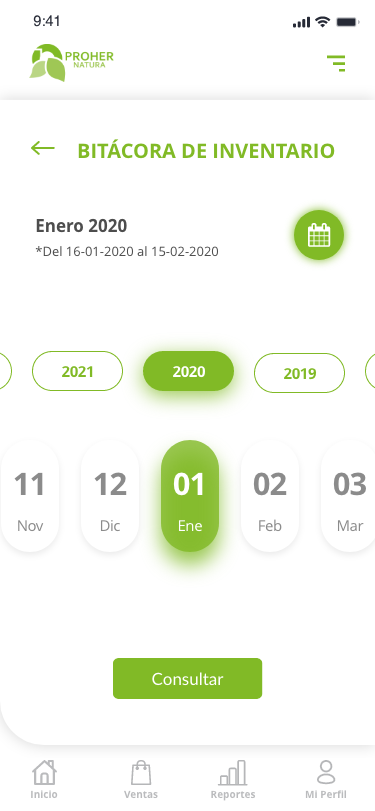 9:41
PROHER
NATURA
BITÁCORA DE INVENTARIO
Enero 2020
*Del 16-01-2020 al 15-02-2020
2021 2020 2019
11 12 01 02 03
Nov Dic Ene Feb Mar
Consultar
Inicio Ventas Reportes Mi Perfil